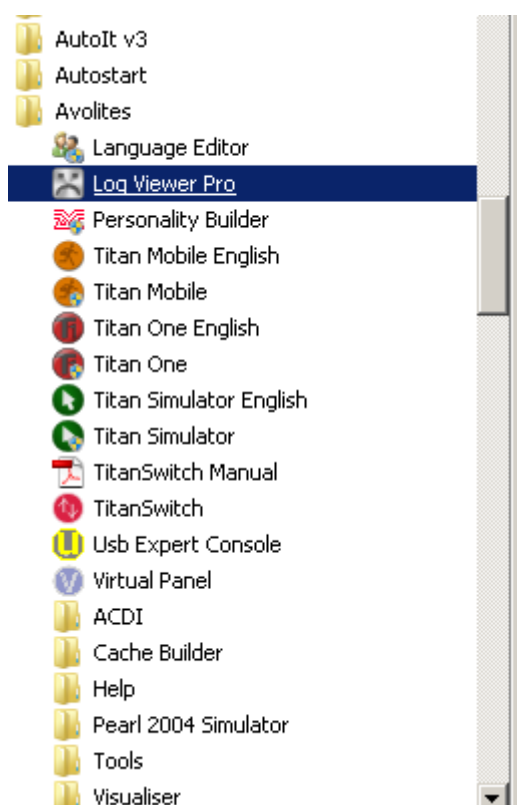 AutoIt v3
Autostart
Avolites
Language Editor
Log Viewer Pro
Personality Builder
Titan Mobile English
Titan Mobile
Titan One English
Titan One
Titan Simulator English
Titan Simulator
TitanSwitch Manual
TitanSwitch
Usb Expert Console
Virtual Panel
ACDI
Cache Builder
Help
Pearl 2004 Simulator
Tools
Visualiser